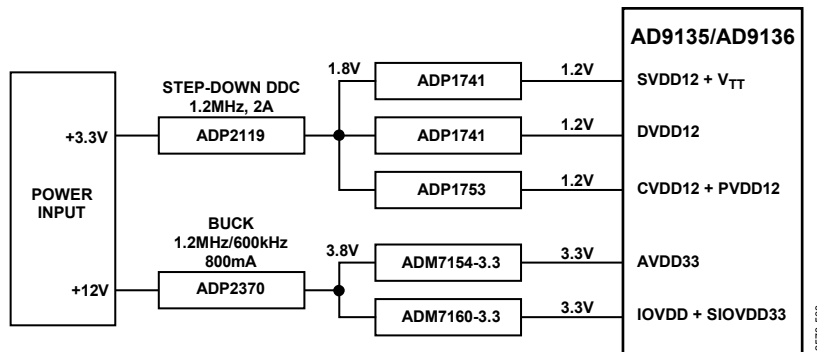 AD9135/AD9136
POWER
INPUT
+3.3V
+12V
STEP-DOWN DDC
1.2MHz, 2A
ADP2119
1.8V
ADP1741
1.2V
SVDD12 + VTT
ADP1741
1.2V
DVDD12
ADP1753
1.2V
CVDD12 + PVDD12
BUCK
1.2MHz/600kHz
800mA
ADP2370
3.8V
ADM7154-3.3
3.3V
AVDD33
ADM7160-3.3
3.3V
IOVDD + SIOVDD33